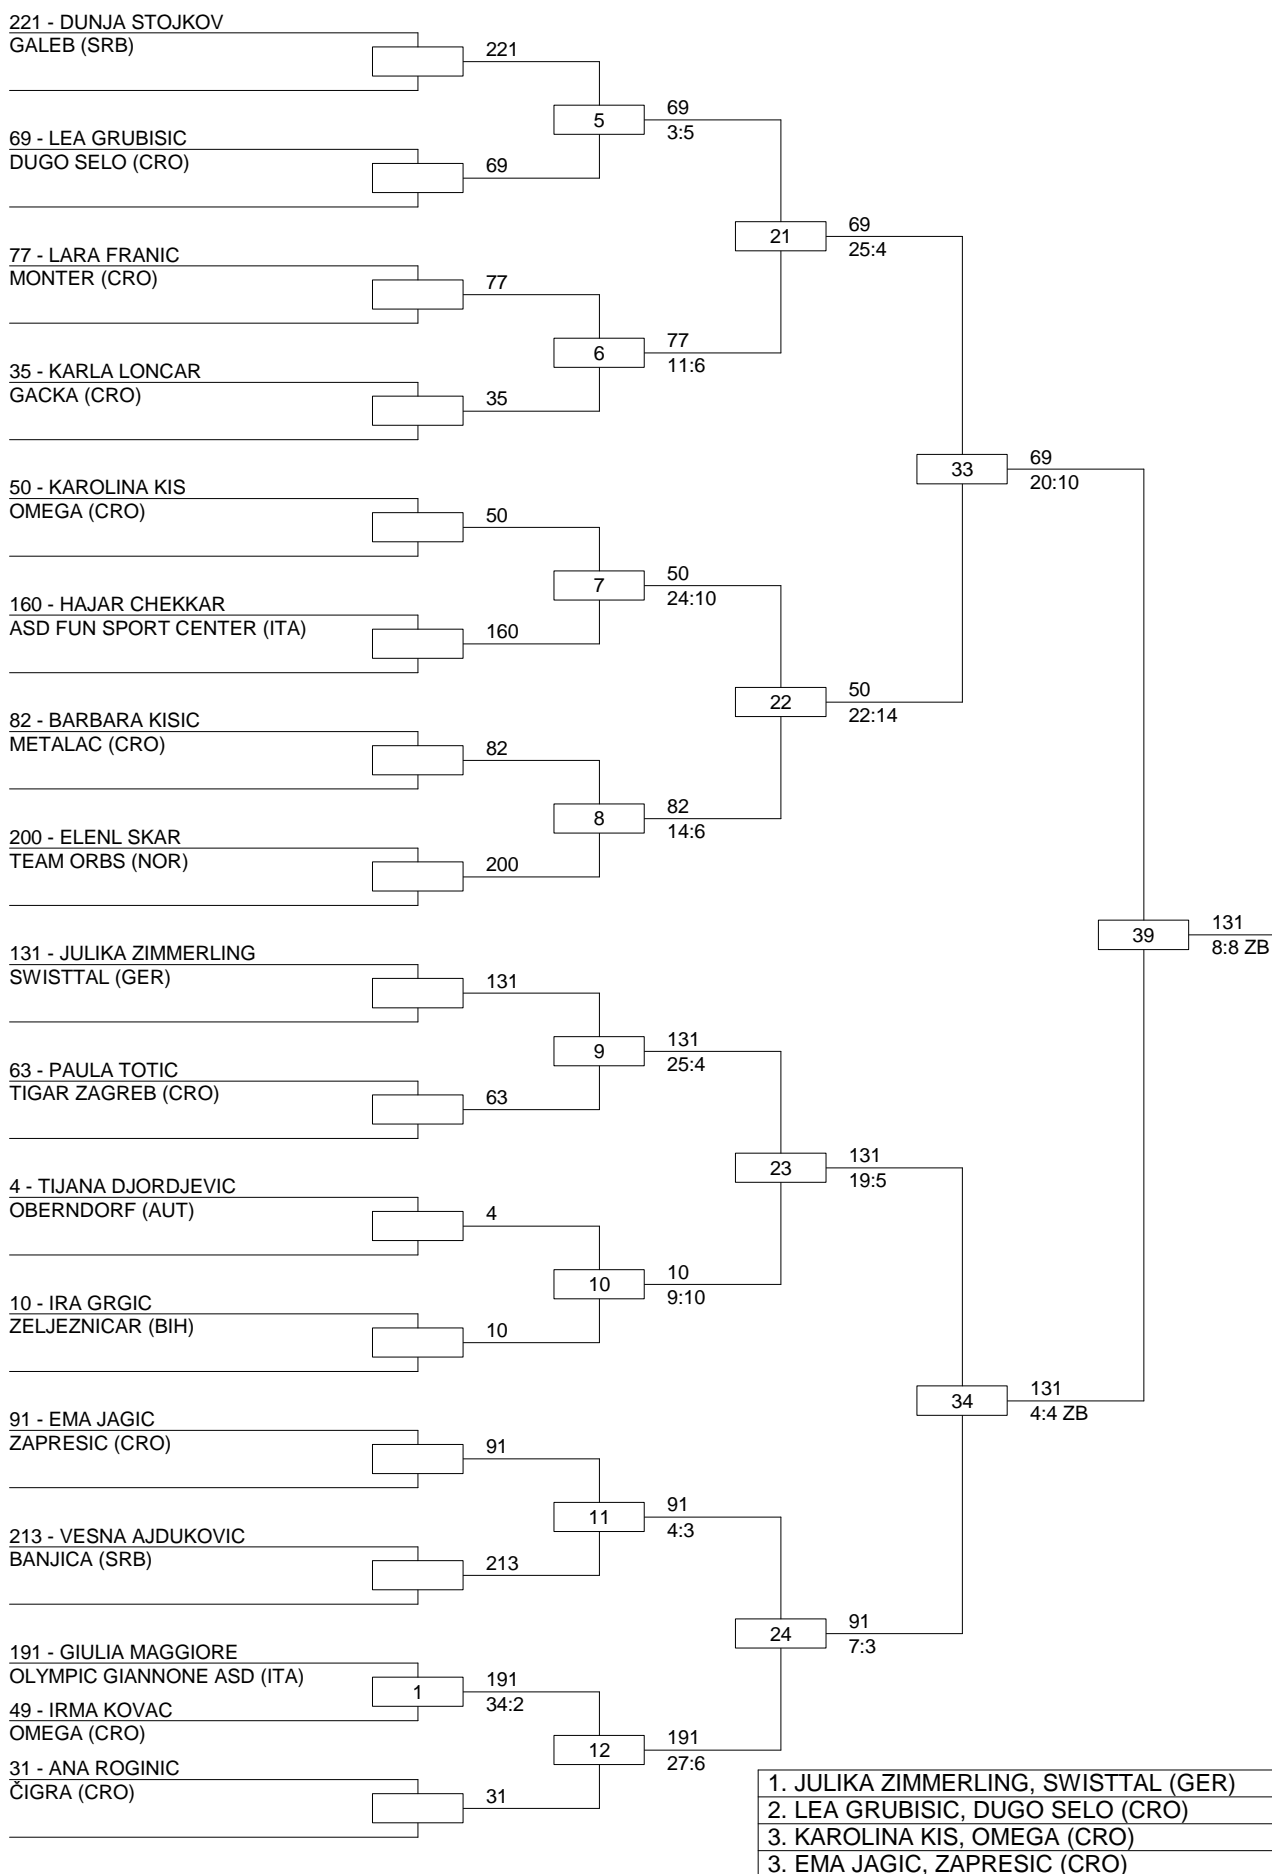 221 - DUNJA STOJKOV
GALEB (SRB)
221
5
69
3:5
69 - LEA GRUBISIC
DUGO SELO (CRO)
69
21
69
25:4
77 - LARA FRANIC
MONTER (CRO)
77
6
77
11:6
35 - KARLA LONCAR
GACKA (CRO)
35
33
69
20:10
50 - KAROLINA KIS
OMEGA (CRO)
50
7
50
24:10
160 - HAJAR CHEKKAR
ASD FUN SPORT CENTER (ITA)
160
22
50
22:14
82 - BARBARA KISIC
METALAC (CRO)
82
8
82
14:6
200 - ELENL SKAR
TEAM ORBS (NOR)
200
39
131
8:8 ZB
131 - JULIKA ZIMMERLING
SWISTTAL (GER)
131
9
131
25:4
63 - PAULA TOTIC
TIGAR ZAGREB (CRO)
63
23
131
19:5
4 - TIJANA DJORDJEVIC
OBERNDORF (AUT)
4
10
10
9:10
10 - IRA GRGIC
ZELJEZNICAR (BIH)
10
34
131
4:4 ZB
91 - EMA JAGIC
ZAPRESIC (CRO)
91
11
91
4:3
213 - VESNA AJDUKOVIC
BANJICA (SRB)
213
24
91
7:3
191 - GIULIA MAGGIORE
OLYMPIC GIANNONE ASD (ITA)
1
191
34:2
49 - IRMA KOVAC
OMEGA (CRO)
12
191
27:6
31 - ANA ROGINIC
ČIGRA (CRO)
31
1. JULIKA ZIMMERLING, SWISTTAL (GER)
2. LEA GRUBISIC, DUGO SELO (CRO)
3. KAROLINA KIS, OMEGA (CRO)
3. EMA JAGIC, ZAPRESIC (CRO)